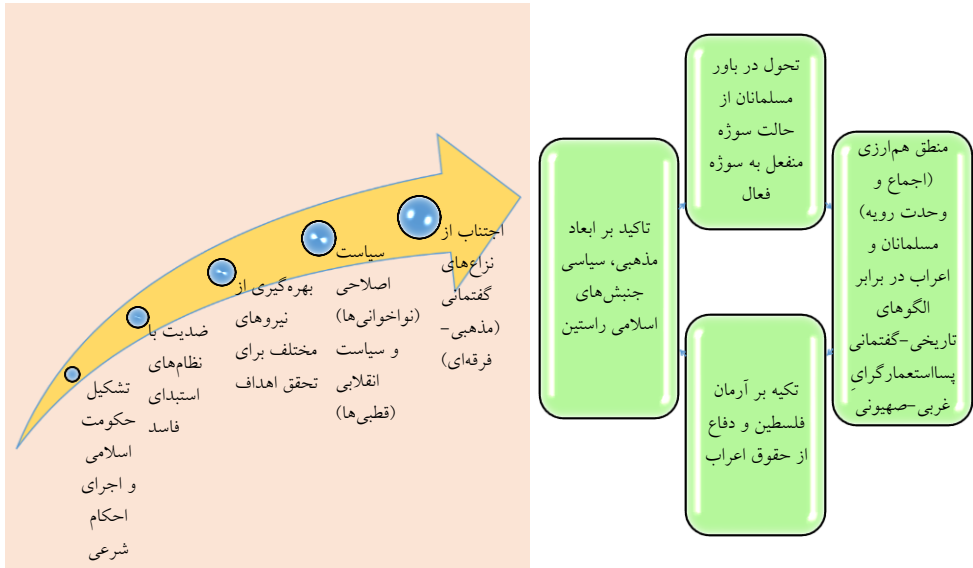 تحول در باور
مسلمانان از
حالت سوژه
منفعل به سوژه
فعال
منطق هم‌ارزی
(اجماع و
وحدت رویه)
مسلمانان و
اعراب در برابر
الگوهای
تاریخی-گفتمانی
پسااستعمارگرایِ
غربی-صهیونی
تاکید بر ابعاد
مذهبی، سیاسی
جنبش‌های
اسلامی راستین
تکیه بر آرمان
فلسطین و دفاع
از حقوق اعراب
اجتناب از
نزاع‌های
گفتمانی
(مذهبی-
فرقه‌ای)
سیاست
اصلاحی
(نواخوانی‌ها)
و سیاست
انقلابی
(قطبی‌ها)
بهره‌گیری از
نیروهای
مختلف برای
تحقق اهداف
ضدیت با
نظام‌های
استبدای
فاسد
تشکیل
حکومت
اسلامی
و اجرای
احکام
شرعی